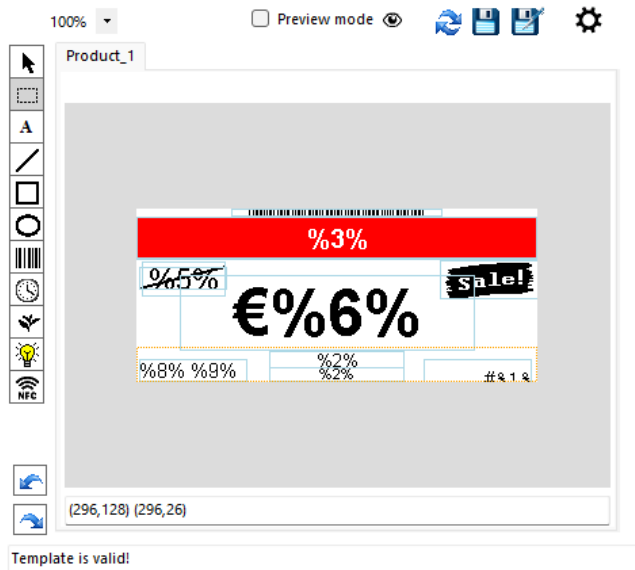 100%
Preview mode
Product_1
A
NFC
%3%
%5%
Sale!
€%6%
%8% %9%
%2%
%2%
(296,128) (296,26)
Template is valid!